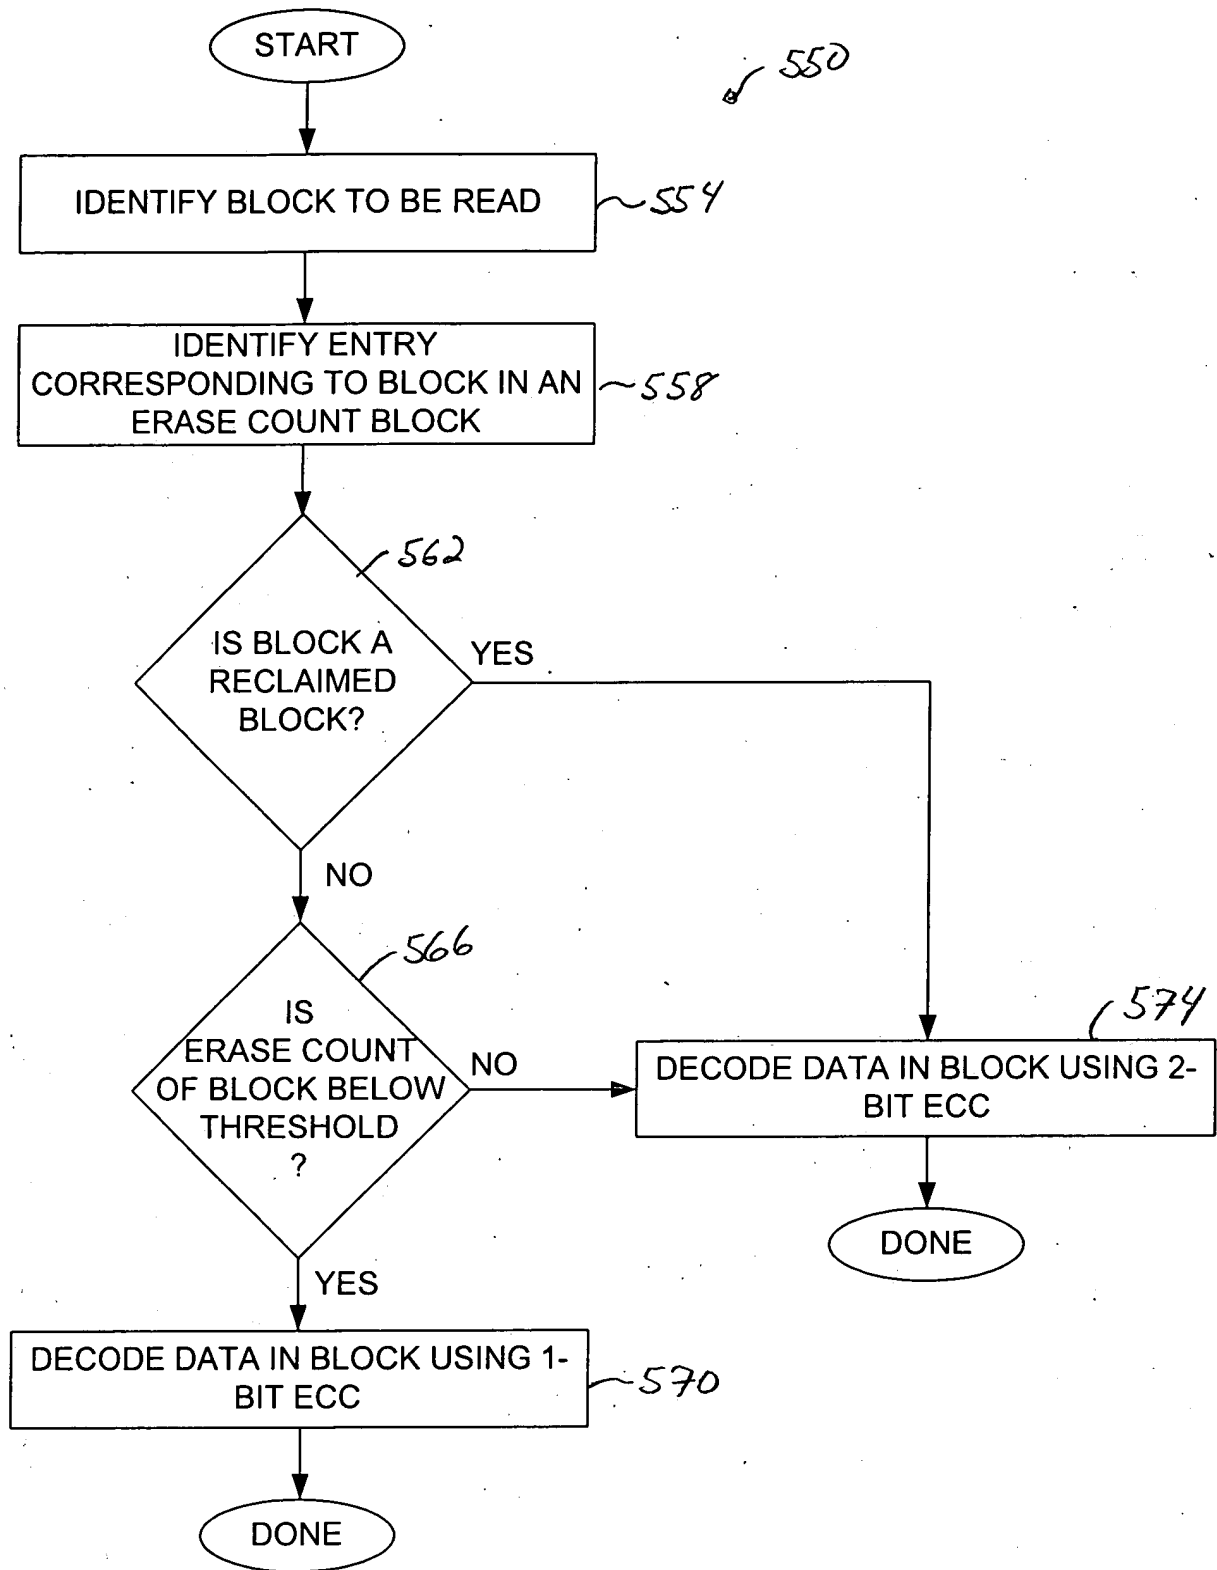 START
550
IDENTIFY BLOCK TO BE READ
554
IDENTIFY ENTRY
CORRESPONDING TO BLOCK IN AN
ERASE COUNT BLOCK
558
562
IS BLOCK A
RECLAIMED
BLOCK?
YES
NO
566
IS
ERASE COUNT
OF BLOCK BELOW
THRESHOLD
?
NO
574
DECODE DATA IN BLOCK USING 2-
BIT ECC
DONE
YES
DECODE DATA IN BLOCK USING 1-
BIT ECC
570
DONE